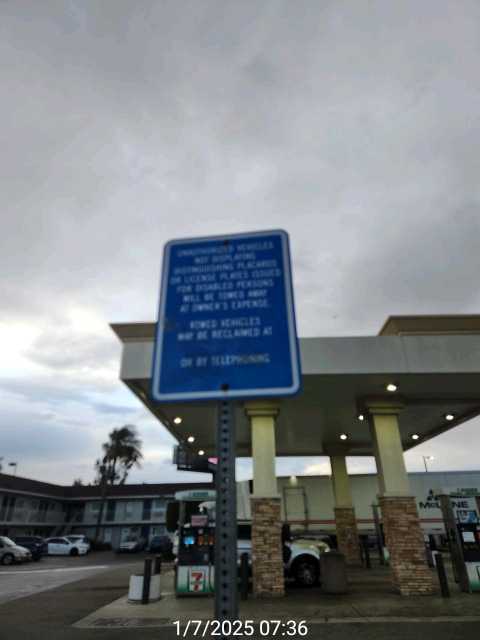 UNAUTHORIZED VEHICLES
NOT DISPLAYING
DISTINGUISHING PLACARDS
OR LICENSE PLATES ISSUED
FOR DISABLED PERSONS
WILL BE TOWED AWAY
AT OWNER'S EXPENSE.
TOWED VEHICLES
MAY BE RECLAIMED AT
OR BY TELEPHONING
7
1/7/2025 07:36